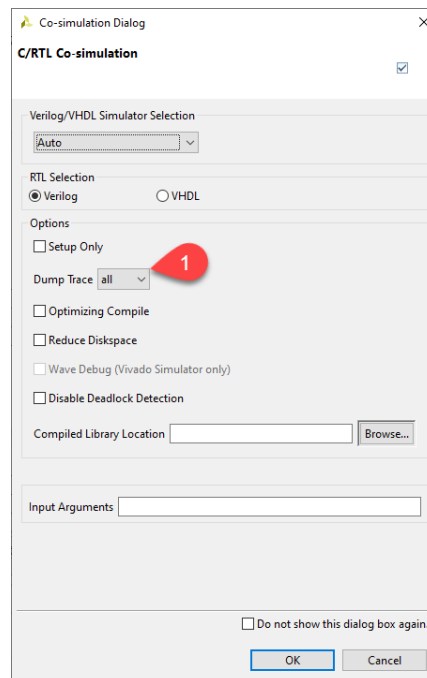 Co-simulation Dialog
C/RTL Co-simulation
Verilog/VHDL Simulator Selection
Auto
RTL Selection
Verilog VHDL
Options
Setup Only
Dump Trace all 1
Optimizing Compile
Reduce Diskspace
Wave Debug (Vivado Simulator only)
Disable Deadlock Detection
Compiled Library Location Browse...
Input Arguments
Do not show this dialog box again.
OK Cancel